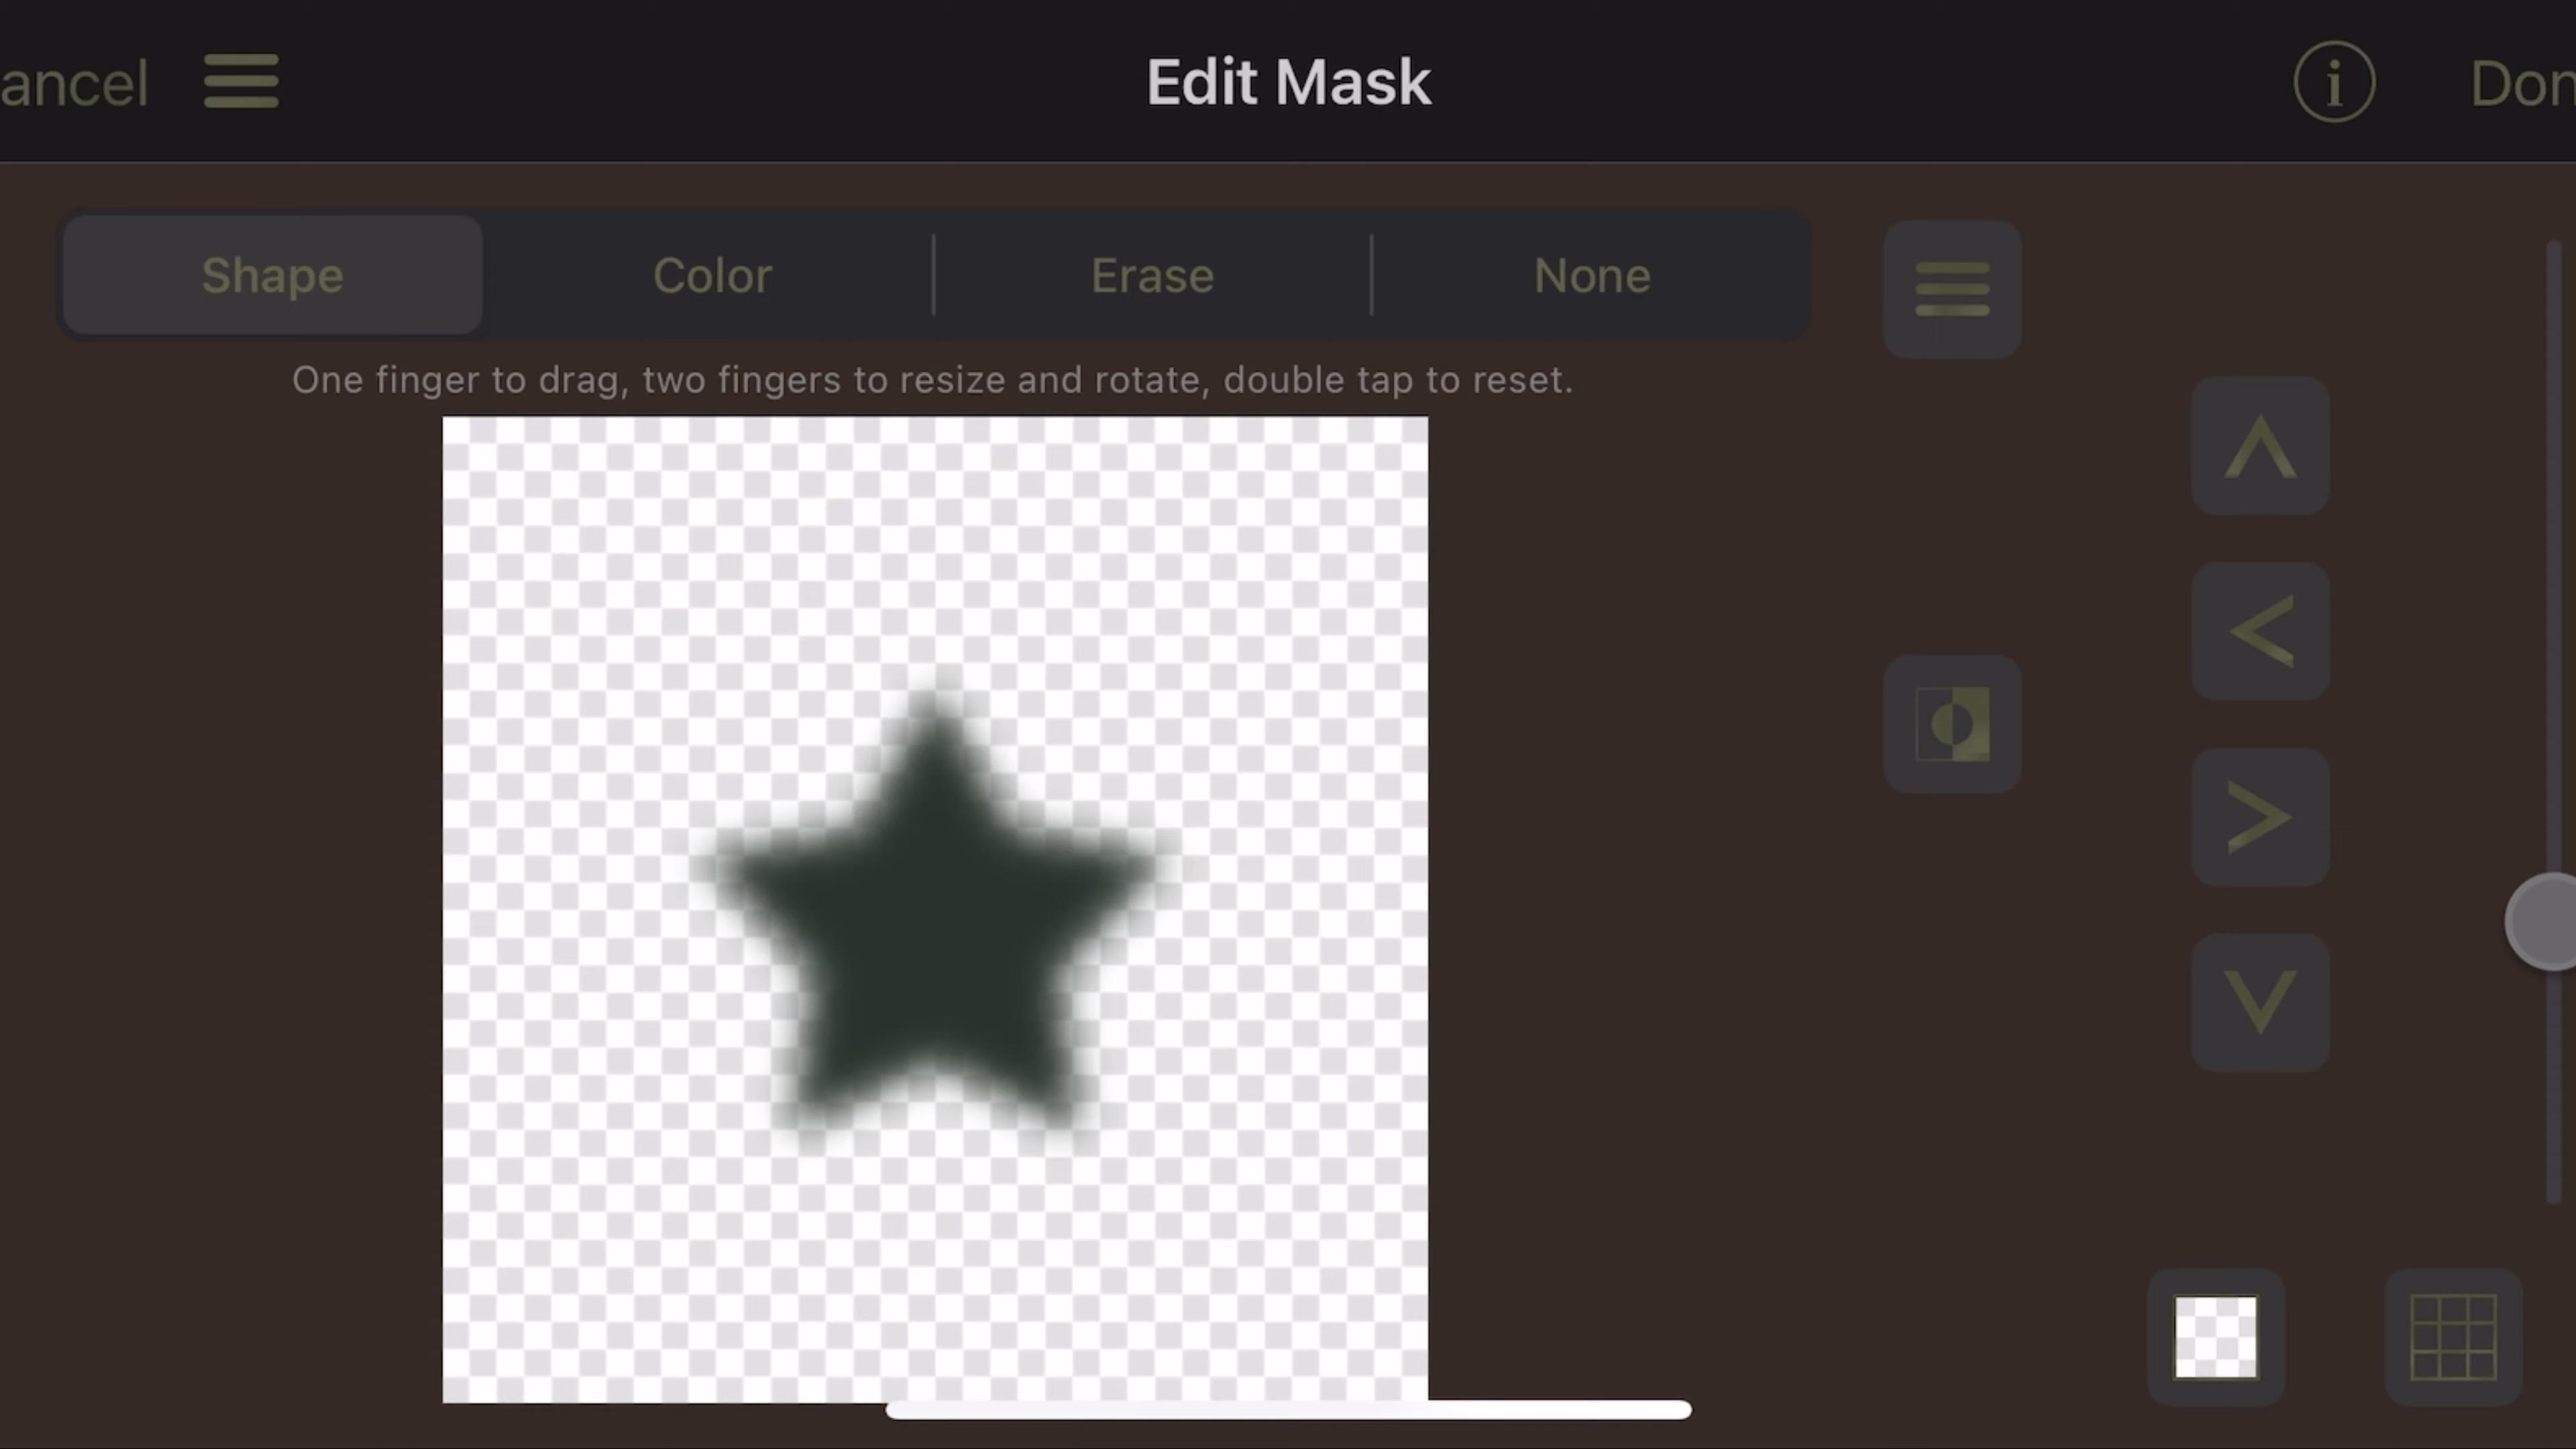 ancel
Edit Mask
i
Don
Shape
Color
Erase
None
One finger to drag, two fingers to resize and rotate, double tap to reset.